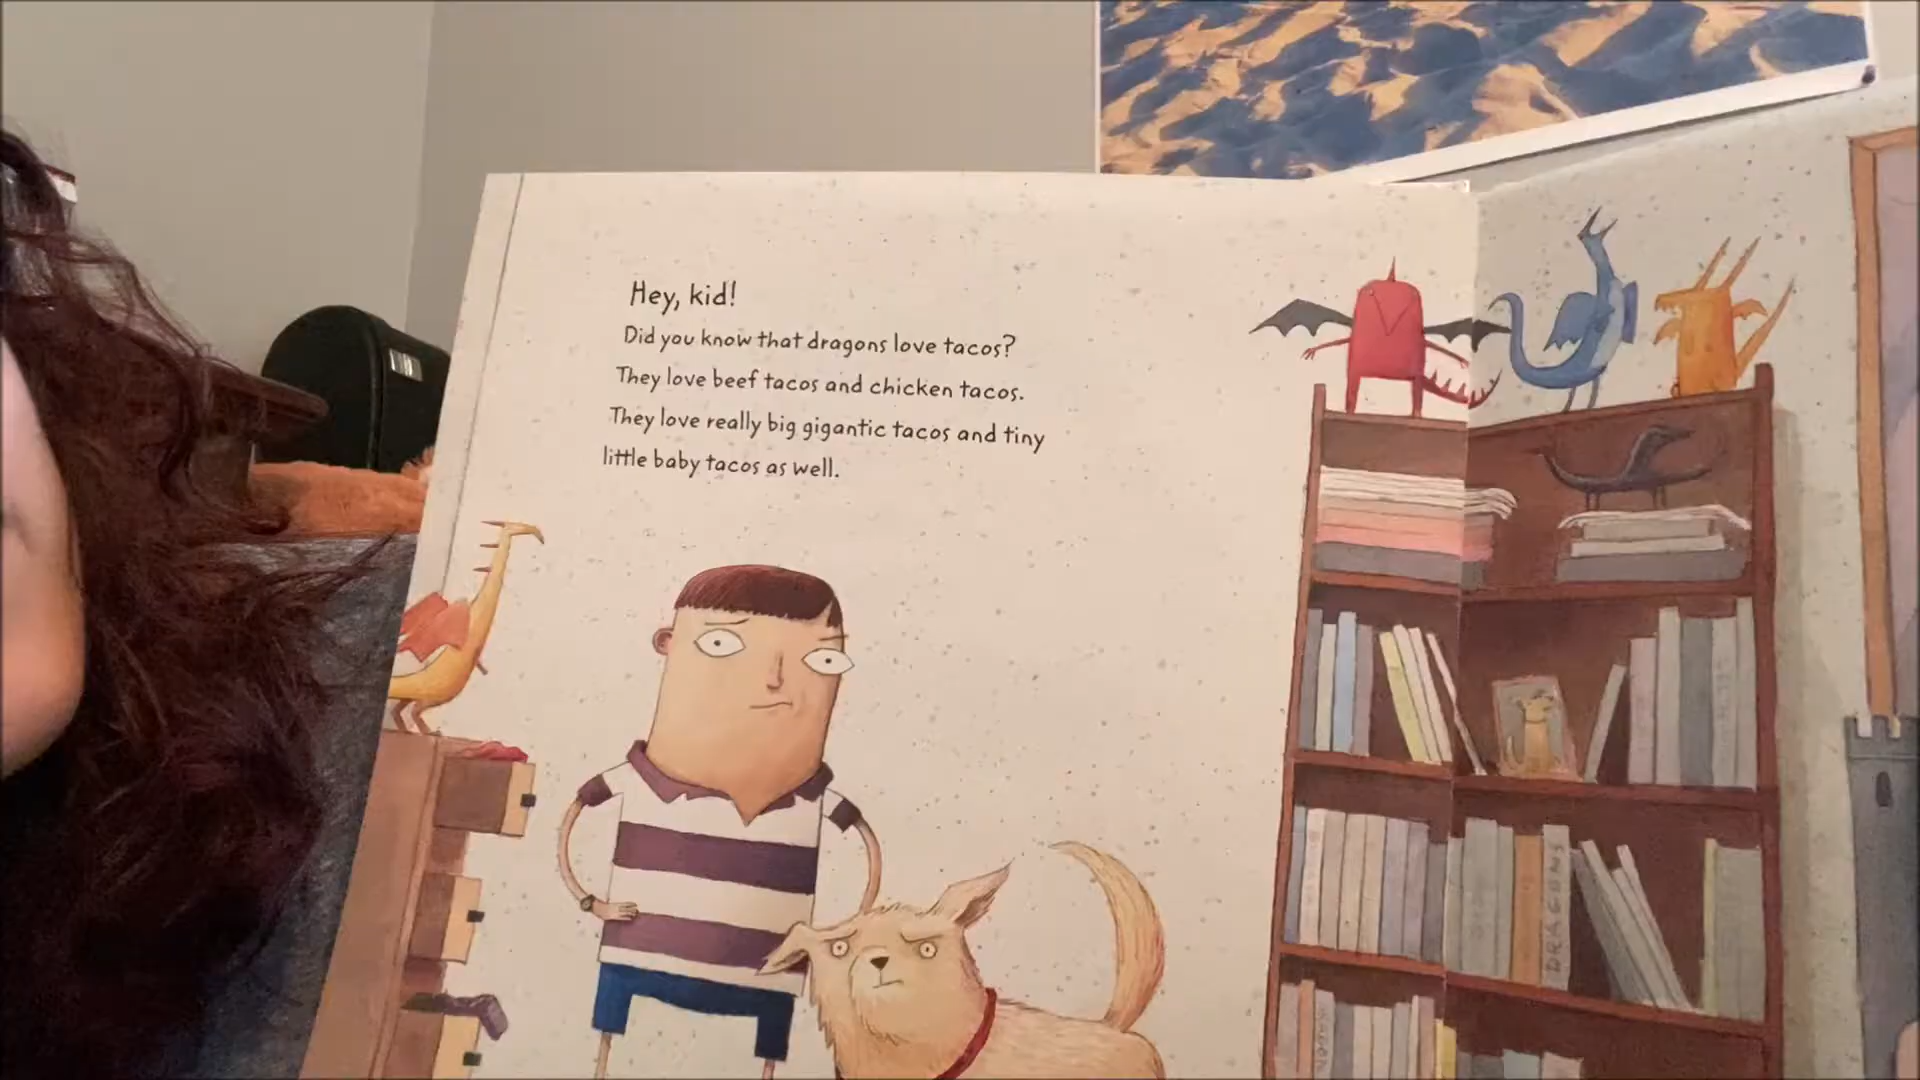 Hey, kid!
Did you know that dragons love tacos?
They love beef tacos and chicken tacos.
They love really big gigantic tacos and tiny
little baby tacos as well.
DRAGONS